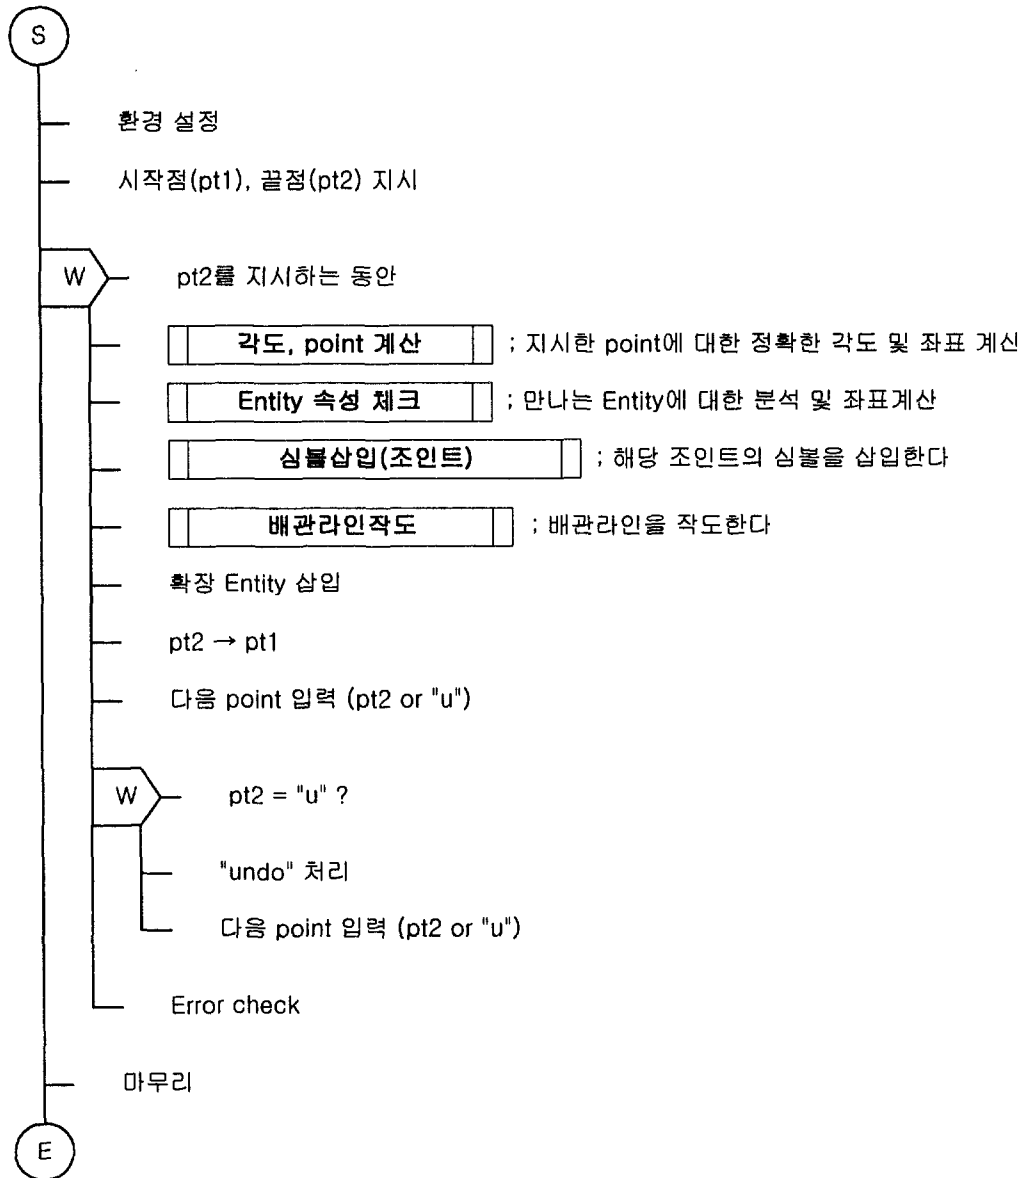 S
환경 설정
시작점(pt1), 끝점(pt2) 지시
W pt2를 지시하는 동안
각도, point 계산 ; 지시한 point에 대한 정확한 각도 및 좌표 계산
Entity 속성 체크 ; 만나는 Entity에 대한 분석 및 좌표계산
심볼삽입(조인트) ; 해당 조인트의 심볼을 삽입한다
배관라인작도 ; 배관라인을 작도한다
확장 Entity 삽입
pt2 → pt1
다음 point 입력 (pt2 or "u")
W pt2 = "u" ?
"undo" 처리
다음 point 입력 (pt2 or "u")
Error check
마무리
E